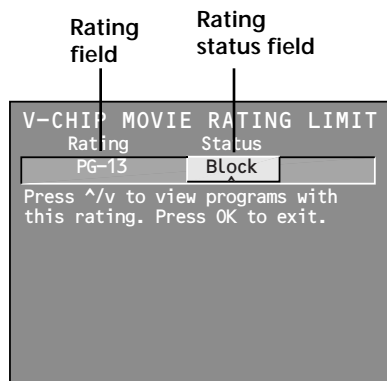 Rating field
Rating status field
V-CHIP MOVIE RATING LIMIT
Rating Status
PG-13 Block
Press ^/v to view programs with
this rating. Press OK to exit.